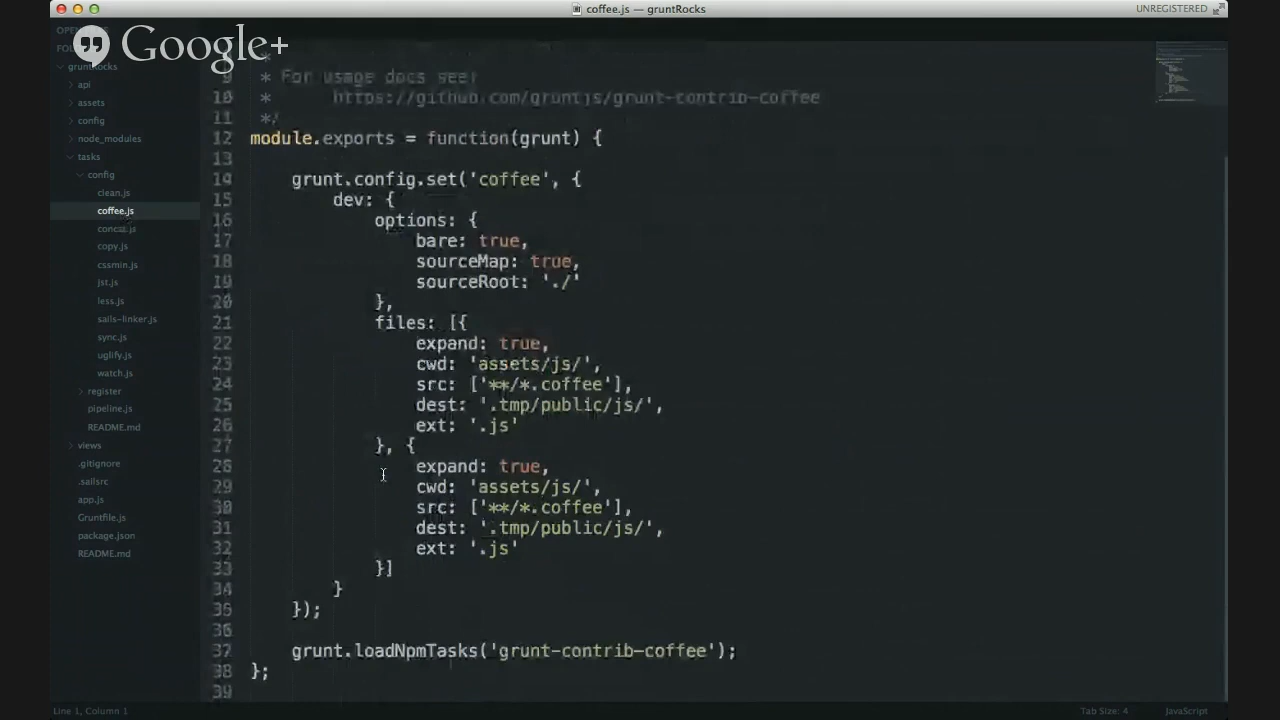 coffee.js — gruntRocks
UNREGISTERED
Google+
gruntRocks
api
assets
config
node_modules
tasks
config
clean.js
coffee.js
concat.js
copy.js
cssmin.js
jst.js
less.js
sails-linker.js
sync.js
uglify.js
watch.js
register
pipeline.js
README.md
views
.gitignore
.sailsrc
app.js
Gruntfile.js
package.json
README.md
9 * For usage docs see:
10 * https://github.com/gruntjs/grunt-contrib-coffee
11 */
12 module.exports = function(grunt) {
13
14 grunt.config.set('coffee', {
15 dev: {
16 options: {
17 bare: true,
18 sourceMap: true,
19 sourceRoot: './'
20 },
21 files: [{
22 expand: true,
23 cwd: 'assets/js/',
24 src: ['**/*.coffee'],
25 dest: '.tmp/public/js/',
26 ext: '.js'
27 }, {
28 expand: true,
29 cwd: 'assets/js/',
30 src: ['**/*.coffee'],
31 dest: '.tmp/public/js/',
32 ext: '.js'
33 }]
34 }
35 });
36
37 grunt.loadNpmTasks('grunt-contrib-coffee');
38 };
39
Line 1, Column 1
Tab Size: 4
JavaScript